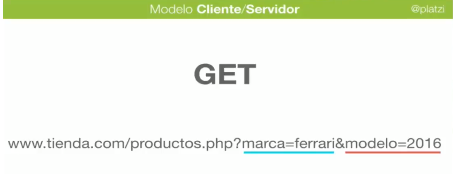 Modelo Cliente/Servidor @platzi
GET
www.tienda.com/productos.php?marca=ferrari&modelo=2016